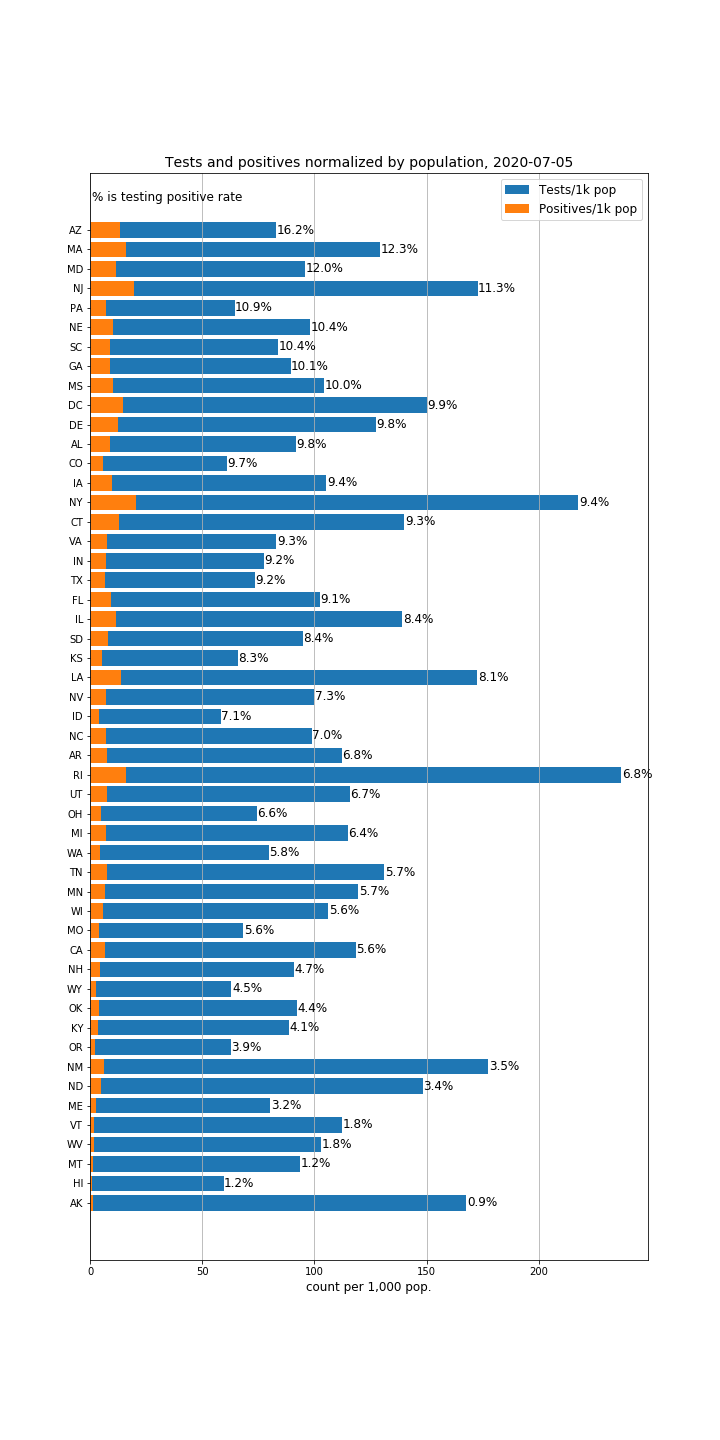 Tests and positives normalized by population, 2020-07-05
% is testing positive rate
Tests/1k pop
Positives/1k pop
AZ 16.2%
MA 12.3%
MD 12.0%
NJ 11.3%
PA 10.9%
NE 10.4%
SC 10.4%
GA 10.1%
MS 10.0%
DC 9.9%
DE 9.8%
AL 9.8%
CO 9.7%
IA 9.4%
NY 9.4%
CT 9.3%
VA 9.3%
IN 9.2%
TX 9.2%
FL 9.1%
IL 8.4%
SD 8.4%
KS 8.3%
LA 8.1%
NV 7.3%
ID 7.1%
NC 7.0%
AR 6.8%
RI 6.8%
UT 6.7%
OH 6.6%
MI 6.4%
WA 5.8%
TN 5.7%
MN 5.7%
WI 5.6%
MO 5.6%
CA 5.6%
NH 4.7%
WY 4.5%
OK 4.4%
KY 4.1%
OR 3.9%
NM 3.5%
ND 3.4%
ME 3.2%
VT 1.8%
WV 1.8%
MT 1.2%
HI 1.2%
AK 0.9%
0 50 100 150 200
count per 1,000 pop.